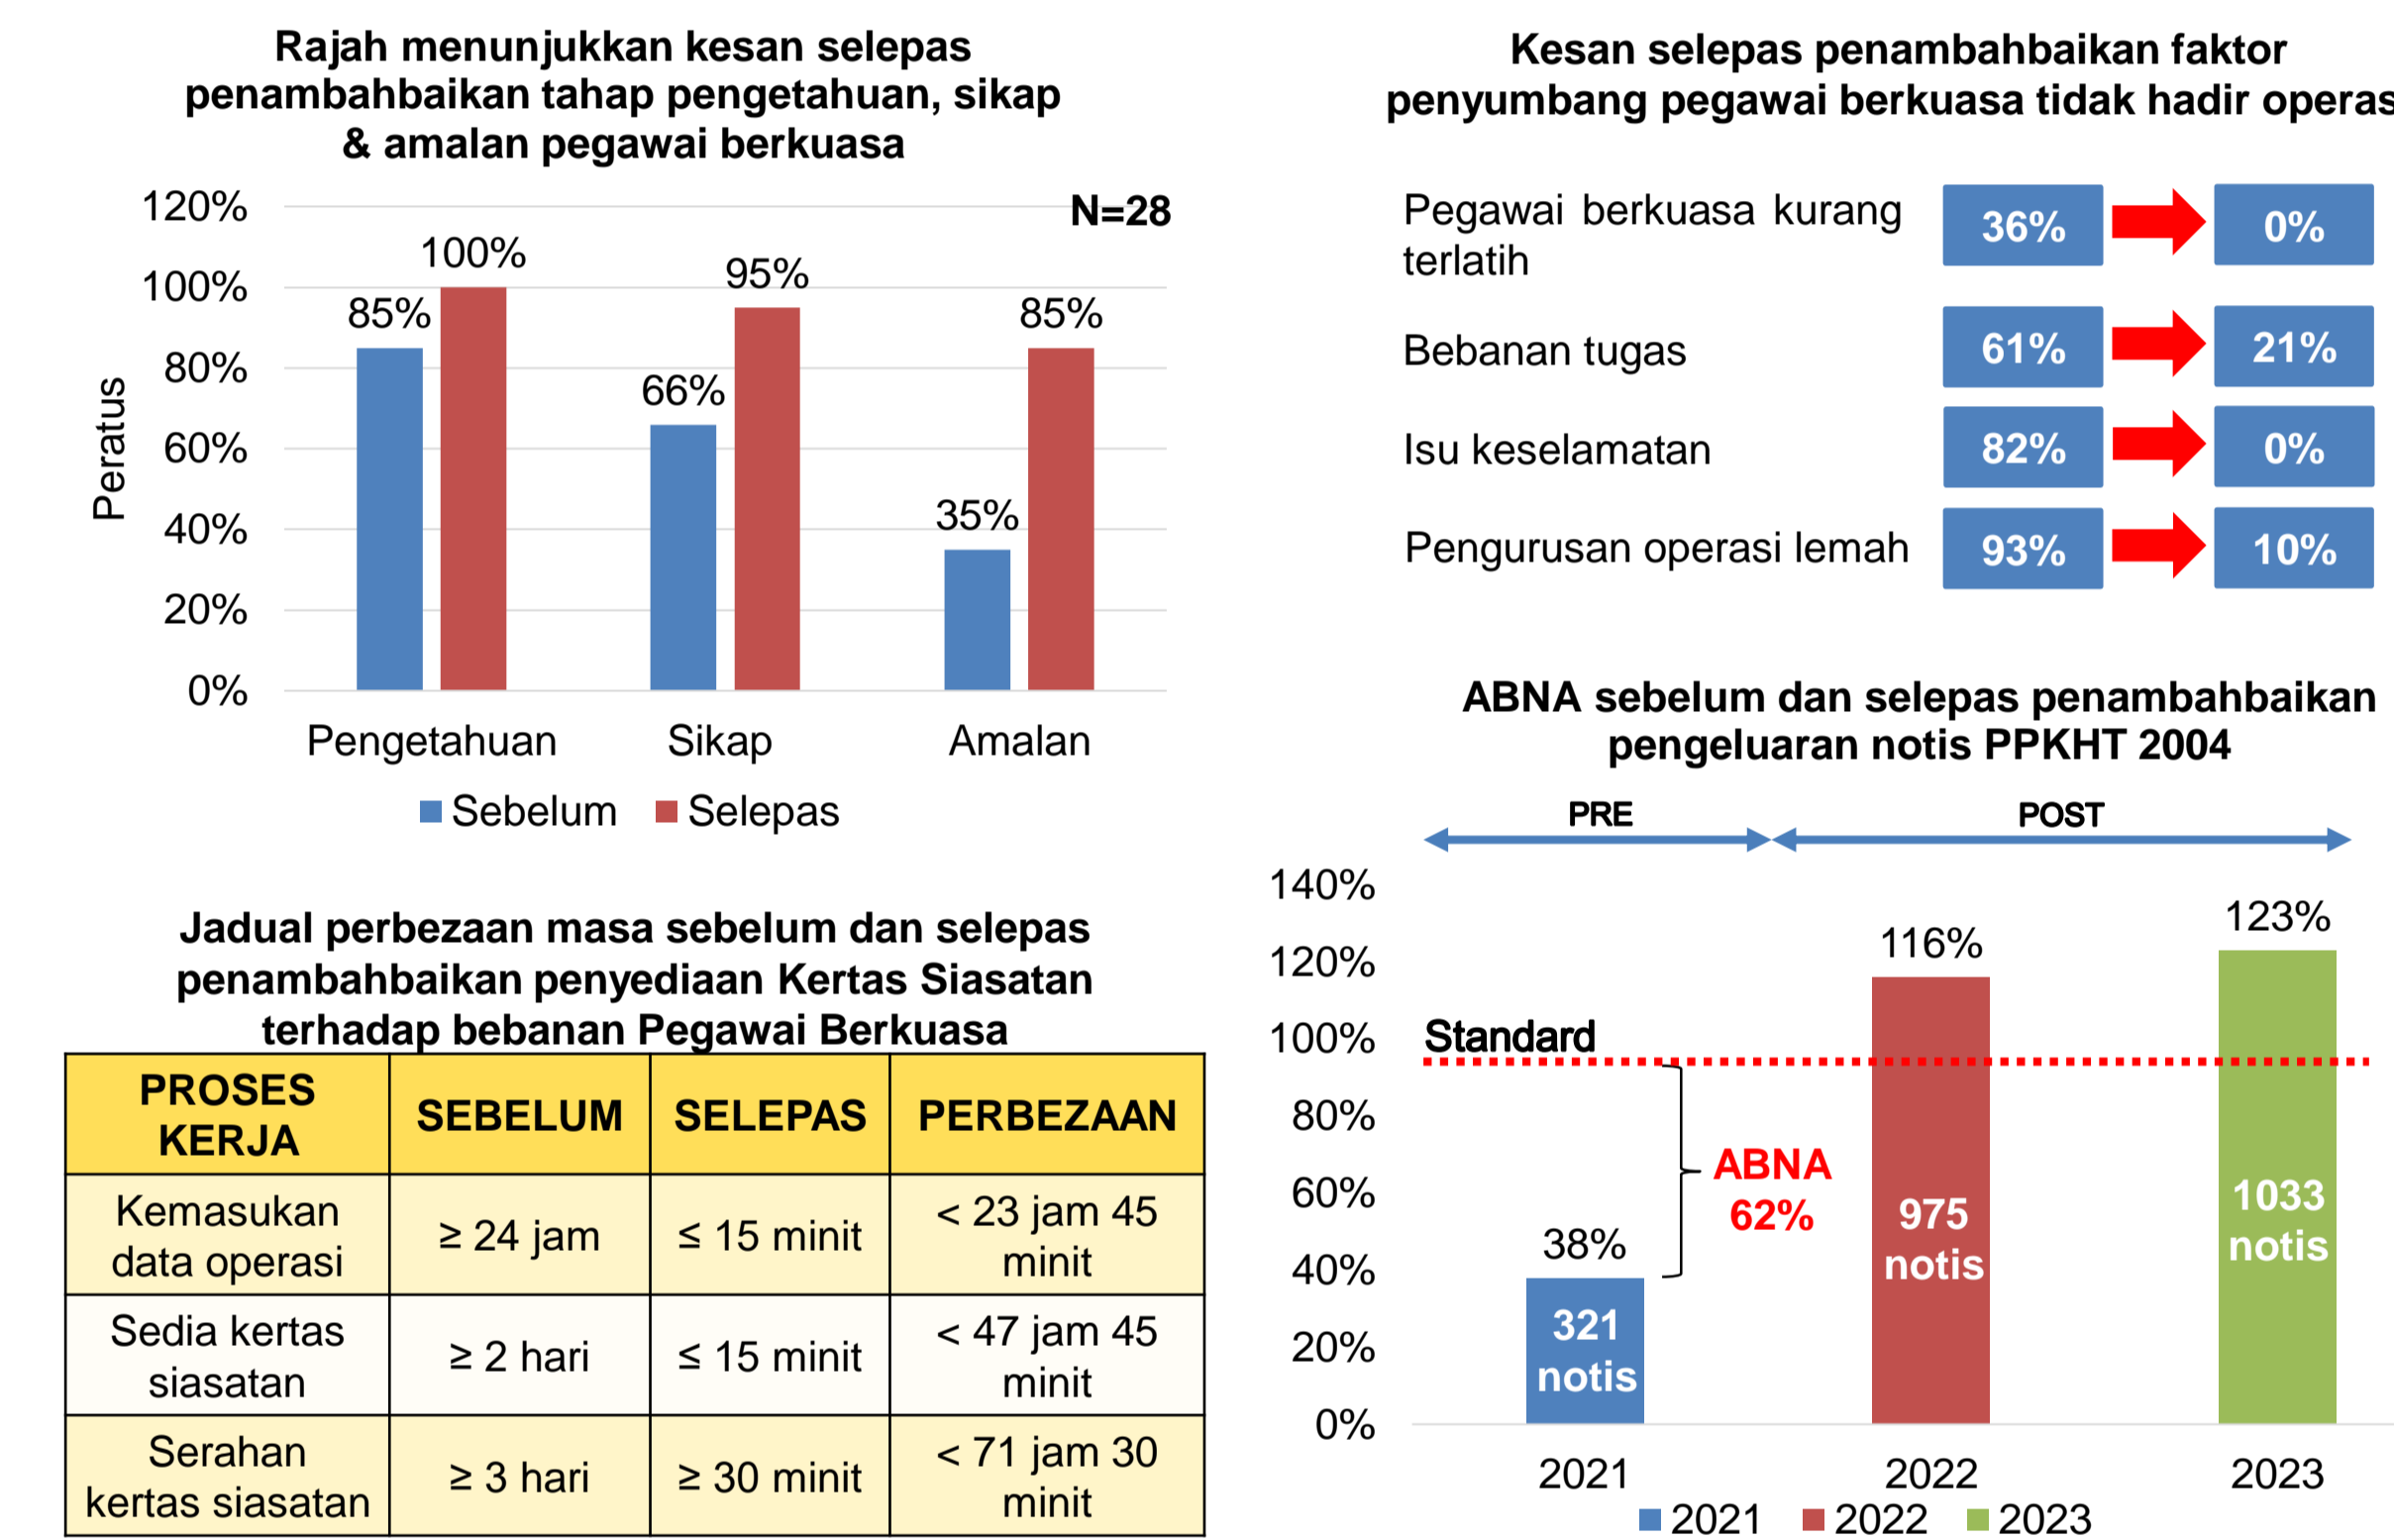 Rajah menunjukkan kesan selepas
penambahbaikan tahap pengetahuan, sikap
& amalan pegawai berkuasa
N=28
120%
100%
80%
60%
40%
20%
0%
Peratus
85%
100%
66%
95%
35%
85%
Pengetahuan
Sikap
Amalan
Sebelum
Selepas
Jadual perbezaan masa sebelum dan selepas
penambahbaikan penyediaan Kertas Siasatan
terhadap bebanan Pegawai Berkuasa
PROSES
KERJA
SEBELUM
SELEPAS
PERBEZAAN
Kemasukan
data operasi
≥ 24 jam
≤ 15 minit
< 23 jam 45
minit
Sedia kertas
siasatan
≥ 2 hari
≤ 15 minit
< 47 jam 45
minit
Serahan
kertas siasatan
≥ 3 hari
≥ 30 minit
< 71 jam 30
minit
Kesan selepas penambahbaikan faktor
penyumbang pegawai berkuasa tidak hadir operas
Pegawai berkuasa kurang
terlatih
36%
0%
Bebanan tugas
61%
21%
Isu keselamatan
82%
0%
Pengurusan operasi lemah
93%
10%
ABNA sebelum dan selepas penambahbaikan
pengeluaran notis PPKHT 2004
PRE
POST
140%
120%
100%
80%
60%
40%
20%
0%
Standard
38%
321
notis
ABNA
62%
116%
975
notis
123%
1033
notis
2021
2022
2023
2021
2022
2023